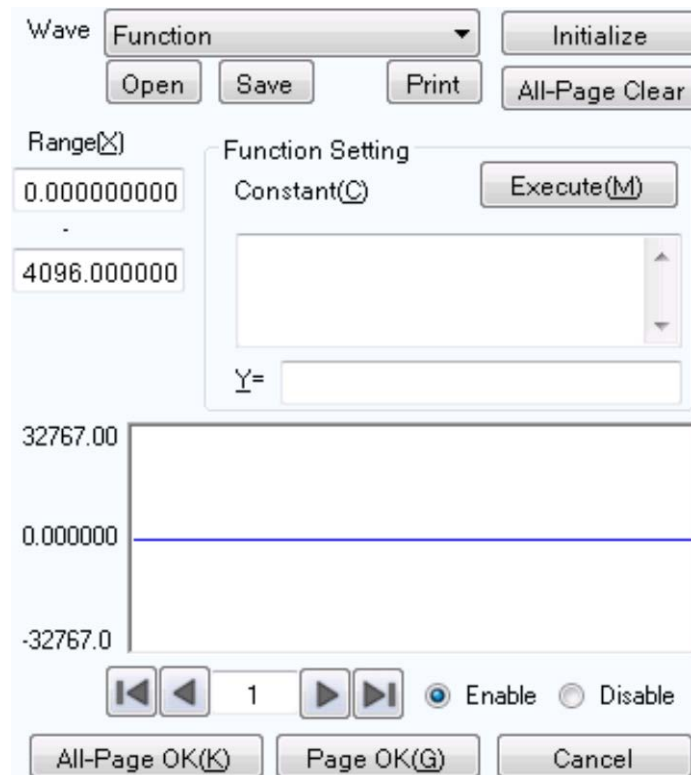 Wave Function Initialize
Open Save Print All-Page Clear
Range(X)
0.000000000
-
4096.000000
Function Setting
Constant(C) Execute(M)
Y=
32767.00
0.000000
-32767.0
1 Enable Disable
All-Page OK(K) Page OK(G) Cancel